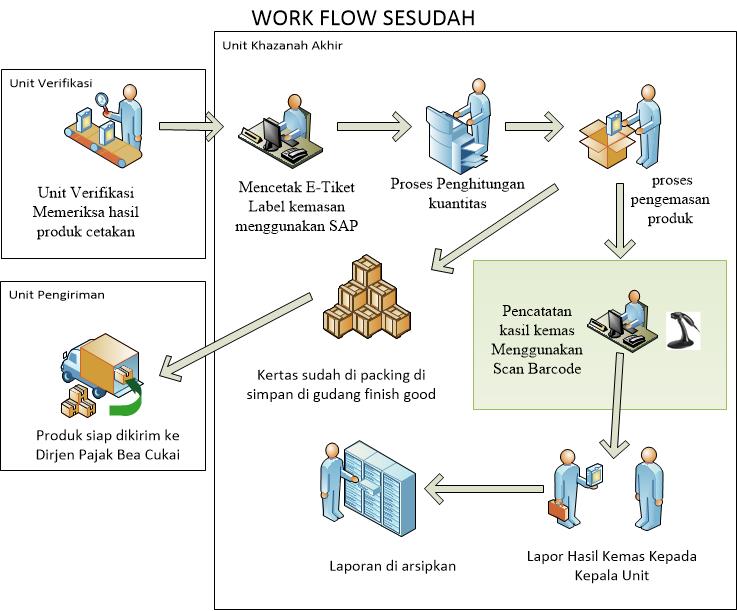 WORK FLOW SESUDAH
Unit Khazanah Akhir
Unit Verifikasi
Unit Verifikasi
Memeriksa hasil
produk cetakan
Mencetak E-Tiket
Label kemasan
menggunakan SAP
Proses Penghitungan
kuantitas
proses
pengemasan
produk
Unit Pengiriman
Produk siap dikirim ke
Dirjen Pajak Bea Cukai
Kertas sudah di packing di
simpan di gudang finish good
Pencatatan
kasil kemas
Menggunakan
Scan Barcode
Laporan di arsipkan
Lapor Hasil Kemas Kepada
Kepala Unit